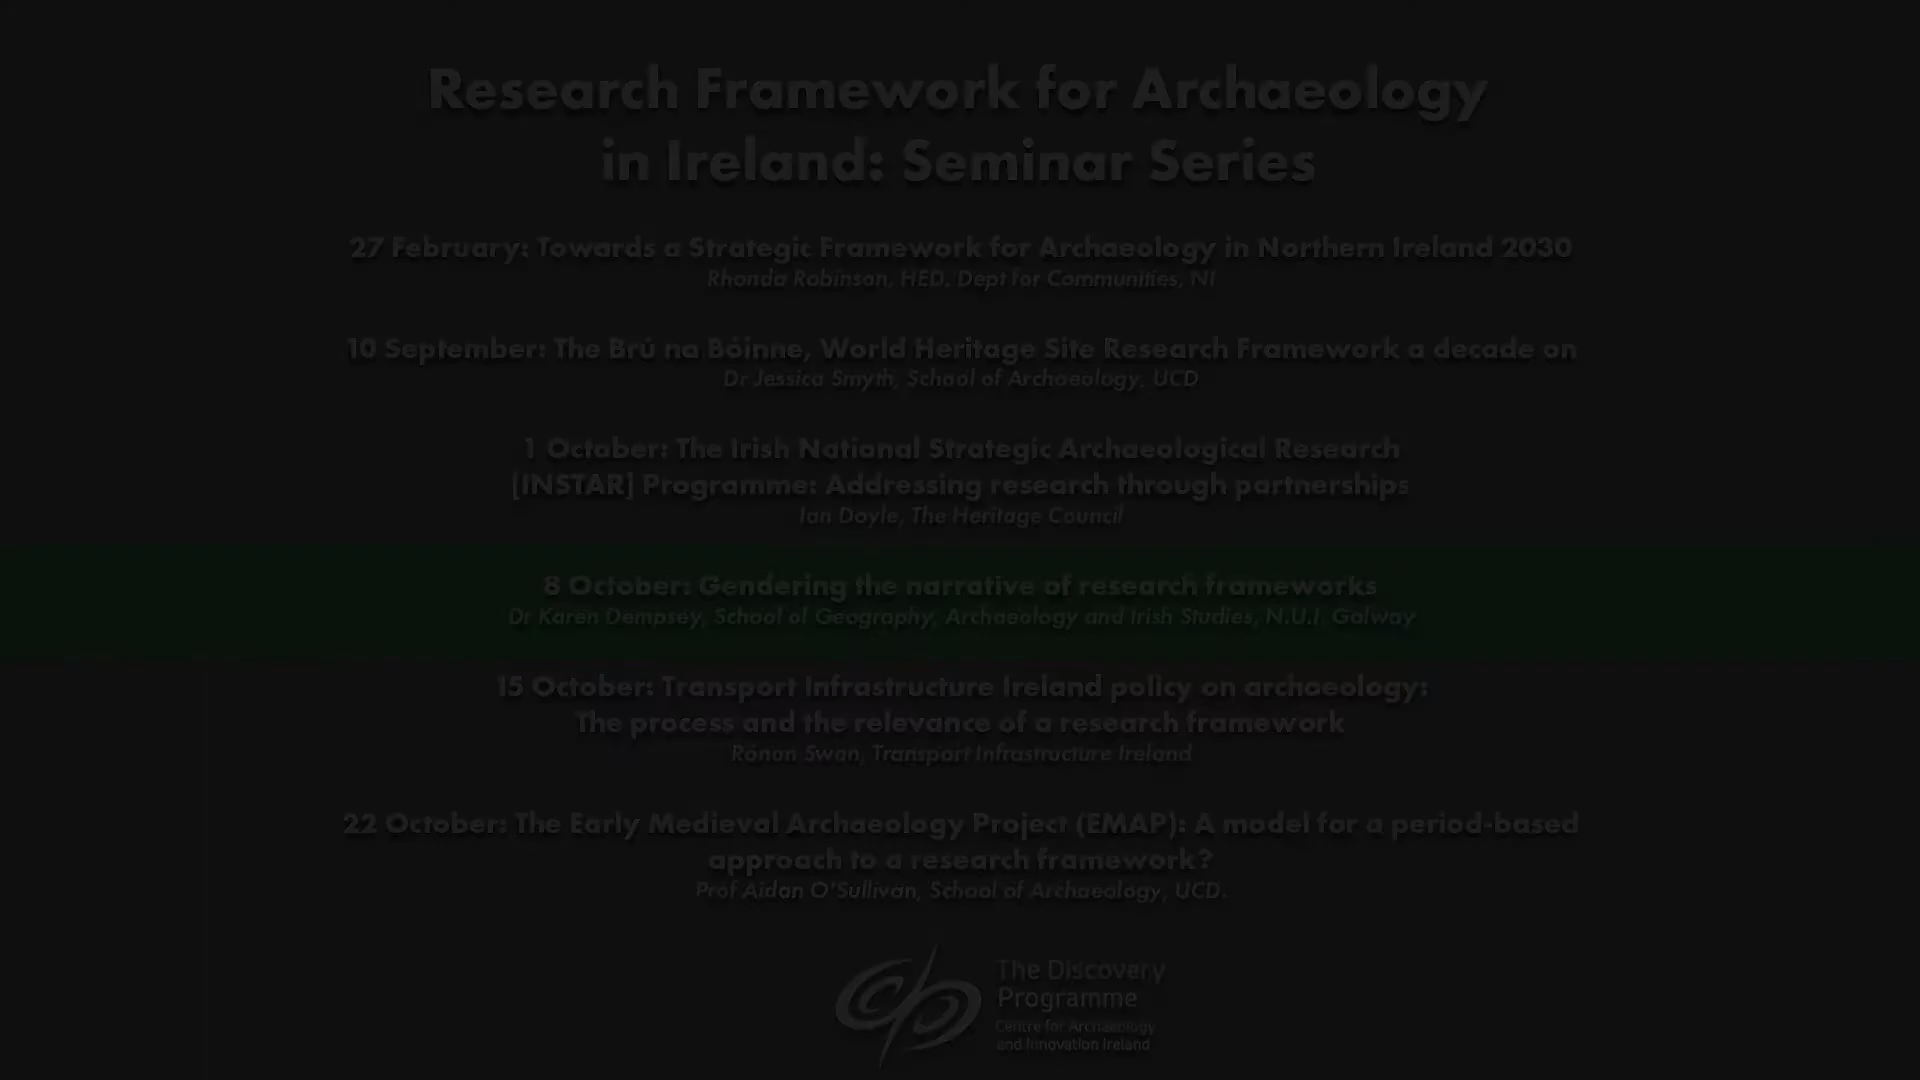 Research Framework for Archaeology
in Ireland: Seminar Series
27 February: Towards a Strategic Framework for Archaeology in Northern Ireland 2030
Rhonda Robinson, HED, Dept for Communities, NI
10 September: The Brú na Bóinne, World Heritage Site Research Framework a decade on
Dr Jessica Smyth, School of Archaeology, UCD
1 October: The Irish National Strategic Archaeological Research
[INSTAR] Programme: Addressing research through partnerships
Ian Doyle, The Heritage Council
8 October: Gendering the narrative of research frameworks
Dr Karen Dempsey, School of Geography, Archaeology and Irish Studies, N.U.I. Galway
15 October: Transport Infrastructure Ireland policy on archaeology:
The process and the relevance of a research framework
Rónan Swan, Transport Infrastructure Ireland
22 October: The Early Medieval Archaeology Project (EMAP): A model for a period-based
approach to a research framework?
Prof Aidan O'Sullivan, School of Archaeology, UCD.
The Discovery
Programme
Centre for Archaeology
and Innovation Ireland